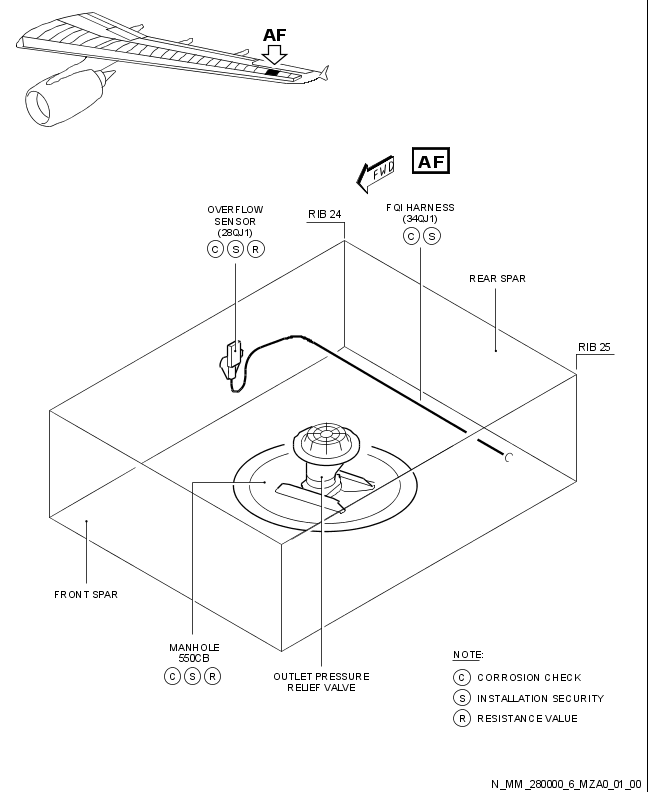 AF
FWD
AF
OVERFLOW
SENSOR
(28QJ1)
C S R
RIB 24
FQI HARNESS
(34QJ1)
C S
REAR SPAR
RIB 25
C
FRONT SPAR
MANHOLE
550CB
C S R
OUTLET PRESSURE
RELIEF VALVE
NOTE:
C CORROSION CHECK
S INSTALLATION SECURITY
R RESISTANCE VALUE
N_MM_280000_6_MZA0_01_00